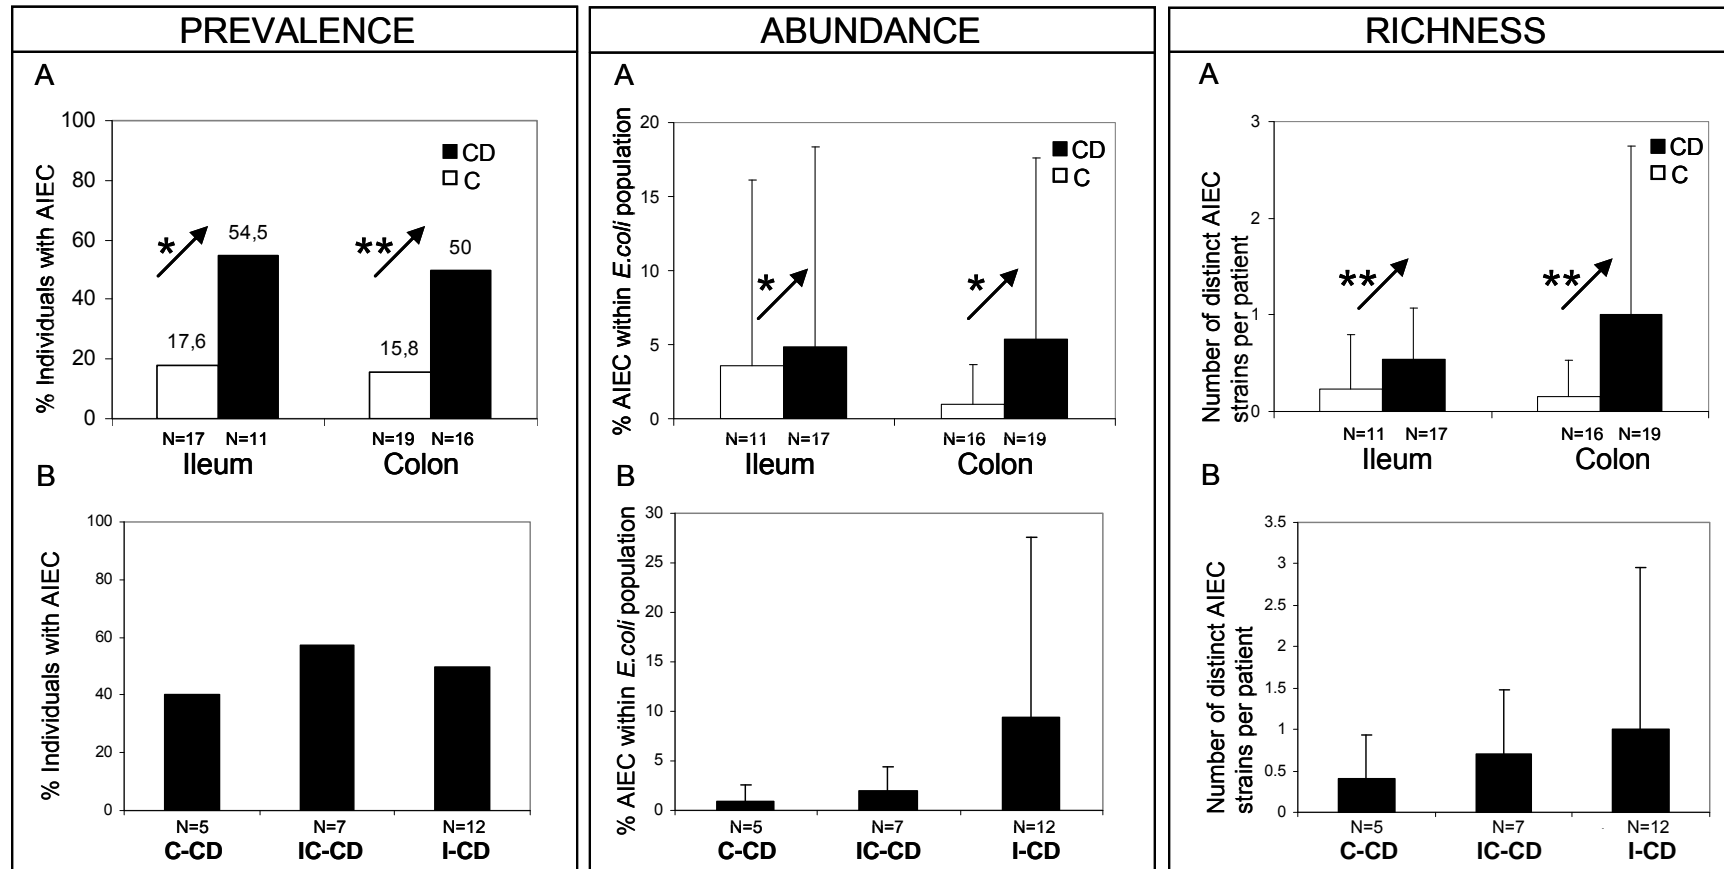 PREVALENCE
A
% Individuals with AIEC
100
80
60
40
20
0
CD
C
*
54,5
**
50
17,6
15,8
N=17 N=11
N=19 N=16
Ileum
Colon
B
% Individuals with AIEC
100
80
60
40
20
0
N=5
N=7
N=12
C-CD
IC-CD
I-CD
ABUNDANCE
A
% AIEC within E.coli population
20
15
10
5
0
CD
C
*
*
N=11 N=17
N=16 N=19
Ileum
Colon
B
% AIEC within E.coli population
30
25
20
15
10
5
0
N=5
N=7
N=12
C-CD
IC-CD
I-CD
RICHNESS
A
Number of distinct AIEC
strains per patient
3
2
1
0
CD
C
**
**
N=11 N=17
N=16 N=19
Ileum
Colon
B
Number of distinct AIEC
strains per patient
3.5
3
2.5
2
1.5
1
0.5
0
N=5
N=7
N=12
C-CD
IC-CD
I-CD